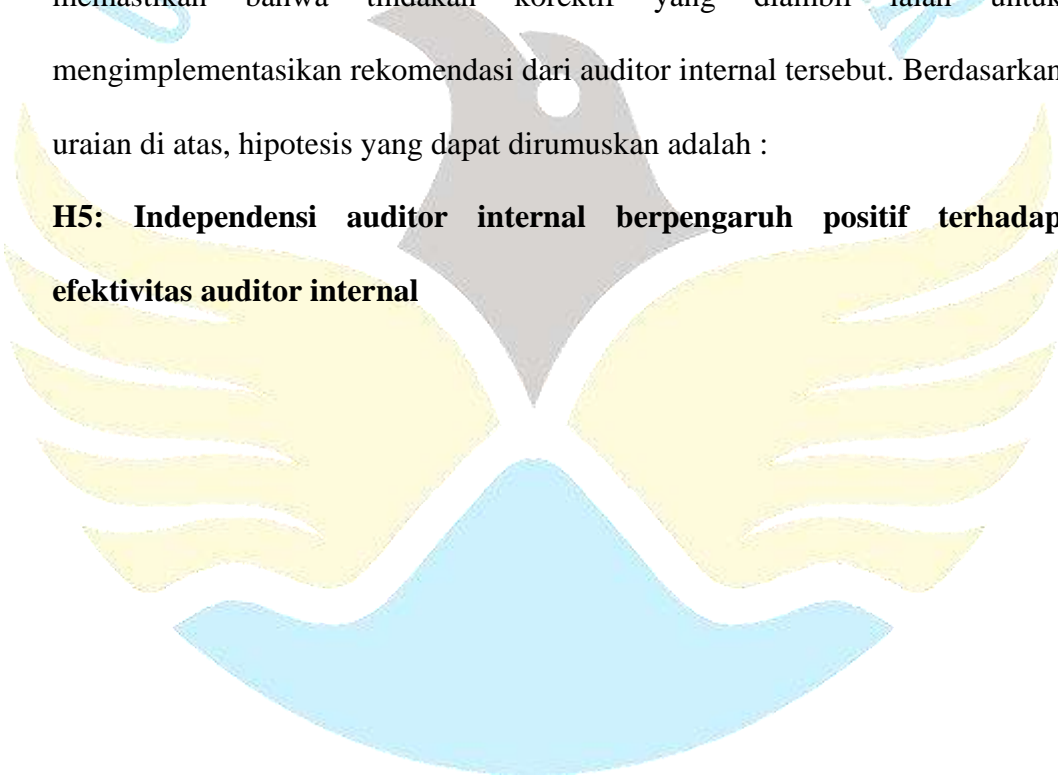 memastikan bahwa tindakan korektif yang diambil ialah untuk
mengimplementasikan rekomendasi dari auditor internal tersebut. Berdasarkan
uraian di atas, hipotesis yang dapat dirumuskan adalah :
H5: Independensi auditor internal berpengaruh positif terhadap
efektivitas auditor internal